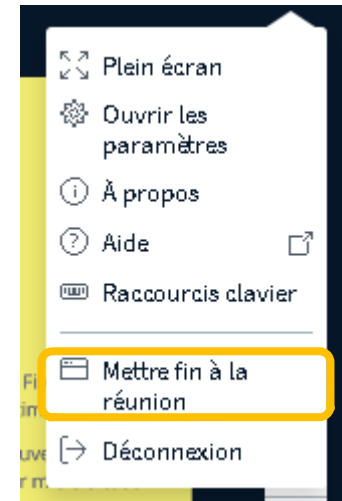 Plein écran
Ouvrir les
paramètres
À propos
Aide
Raccourcis clavier
Mettre fin à la
réunion
Déconnexion